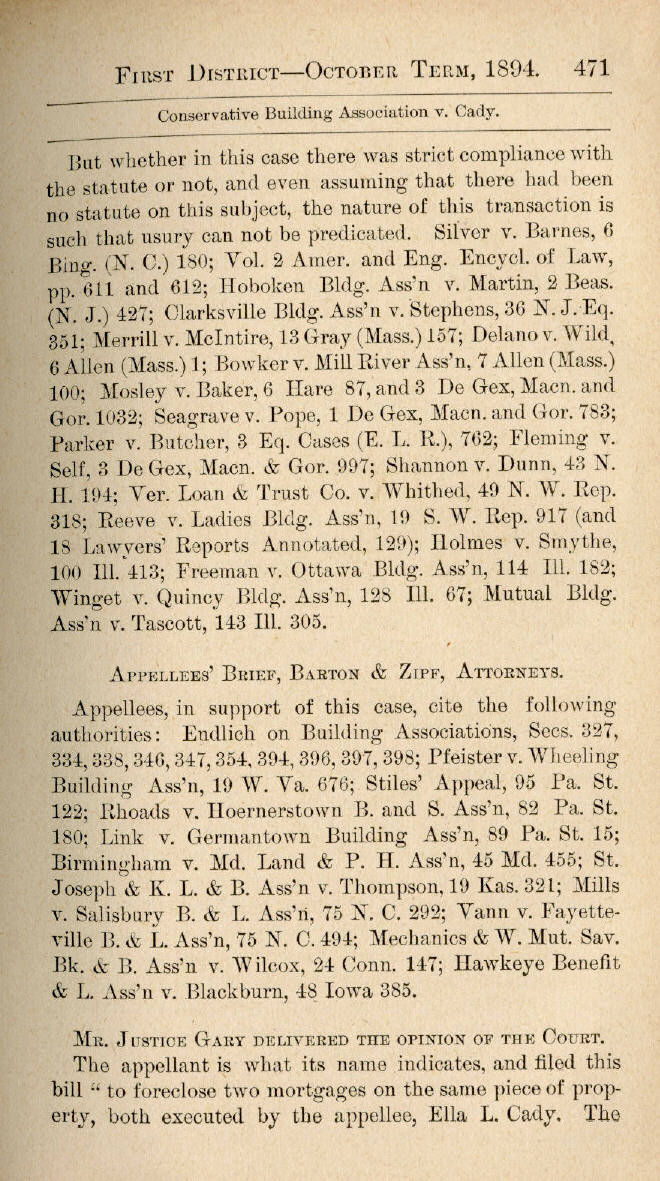 First District—October Term, 1894. 471
Conservative Building Association v. Cady.
But whether in this case there was strict compliance with
the statute or not, and even assuming that there had been
no statute on this subject, the nature of this transaction is
such that usury can not be predicated. Silver v. Barnes, 6
Bing. (N. C.) 180; Vol. 2 Amer. and Eng. Encycl. of Law,
pp. 611 and 612; Hoboken Bldg. Ass'n v. Martin, 2 Beas.
(N. J.) 427; Clarksville Bldg. Ass'n v. Stephens, 36 N. J. Eq.
351; Merrill v. McIntire, 13 Gray (Mass.) 157; Delano v. Wild,
6 Allen (Mass.) 1; Bowker v. Mill River Ass'n, 7 Allen (Mass.)
100; Mosley v. Baker, 6 Hare 87, and 3 De Gex, Macn. and
Gor. 1032; Seagrave v. Pope, 1 De Gex, Macn. and Gor. 783;
Parker v. Butcher, 3 Eq. Cases (E. L. R.), 762; Fleming v.
Self, 3 De Gex, Macn. & Gor. 997; Shannon v. Dunn, 43 N.
H. 194; Ver. Loan & Trust Co. v. Whithed, 49 N. W. Rep.
318; Reeve v. Ladies Bldg. Ass'n, 19 S. W. Rep. 917 (and
18 Lawyers' Reports Annotated, 129); Holmes v. Smythe,
100 Ill. 413; Freeman v. Ottawa Bldg. Ass'n, 114 Ill. 182;
Winget v. Quincy Bldg. Ass'n, 128 Ill. 67; Mutual Bldg.
Ass'n v. Tascott, 143 Ill. 305.
Appellees' Brief, Barton & Zipf, Attorneys.
Appellees, in support of this case, cite the following
authorities: Endlich on Building Associations, Secs. 327,
334, 338, 346, 347, 354, 394, 396, 397, 398; Pfeister v. Wheeling
Building Ass'n, 19 W. Va. 676; Stiles' Appeal, 95 Pa. St.
122; Rhoads v. Hoernerstown B. and S. Ass'n, 82 Pa. St.
180; Link v. Germantown Building Ass'n, 89 Pa. St. 15;
Birmingham v. Md. Land & P. H. Ass'n, 45 Md. 455; St.
Joseph & K. L. & B. Ass'n v. Thompson, 19 Kas. 321; Mills
v. Salisbury B. & L. Ass'n, 75 N. C. 292; Vann v. Fayette-
ville B. & L. Ass'n, 75 N. C. 494; Mechanics & W. Mut. Sav.
Bk. & B. Ass'n v. Wilcox, 24 Conn. 147; Hawkeye Benefit
& L. Ass'n v. Blackburn, 48 Iowa 385.
Mr. Justice Gary delivered the opinion of the Court.
The appellant is what its name indicates, and filed this
bill " to foreclose two mortgages on the same piece of prop-
erty, both executed by the appellee, Ella L. Cady. The